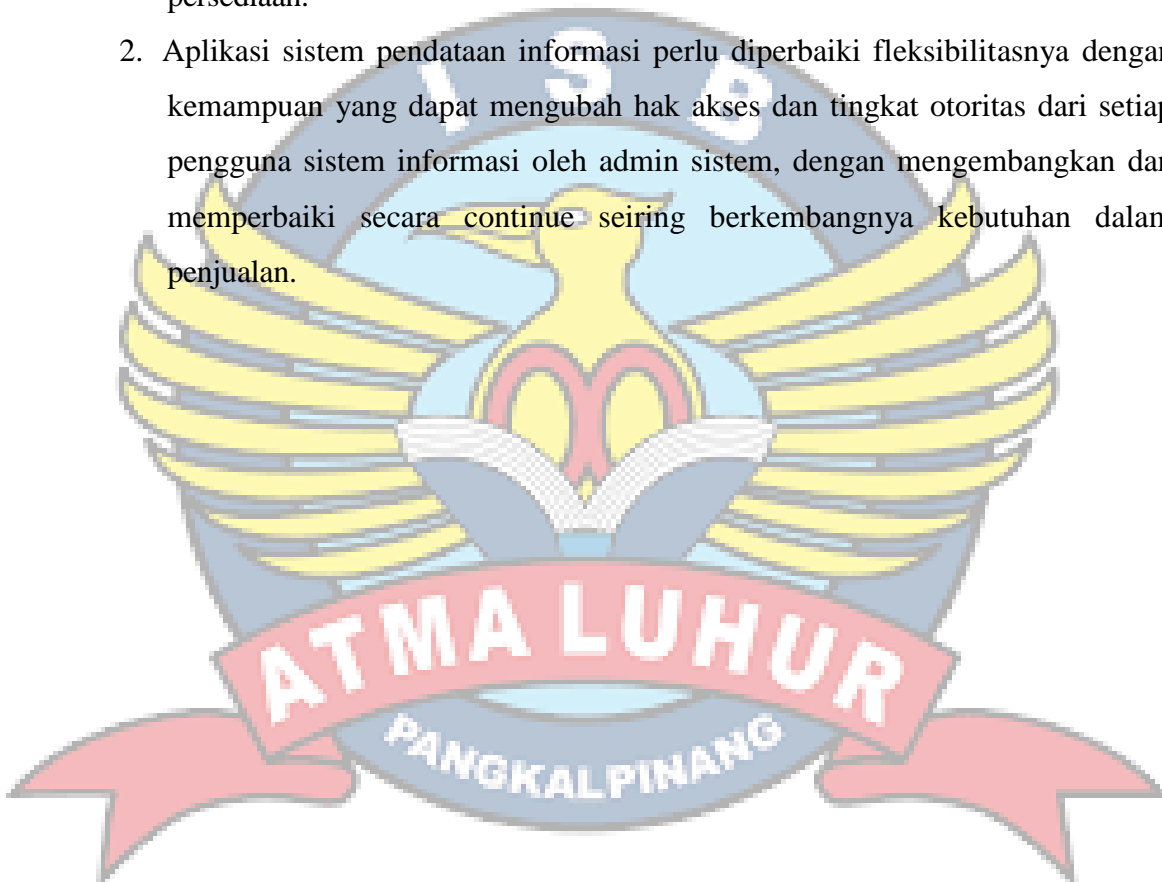 persediaan.
2. Aplikasi sistem pendataan informasi perlu diperbaiki fleksibilitasnya dengan
kemampuan yang dapat mengubah hak akses dan tingkat otoritas dari setiap
pengguna sistem informasi oleh admin sistem, dengan mengembangkan dan
memperbaiki secara continue seiring berkembangnya kebutuhan dalam
penjualan.
I S B
ATMA LUHUR
PANGKALPINANG